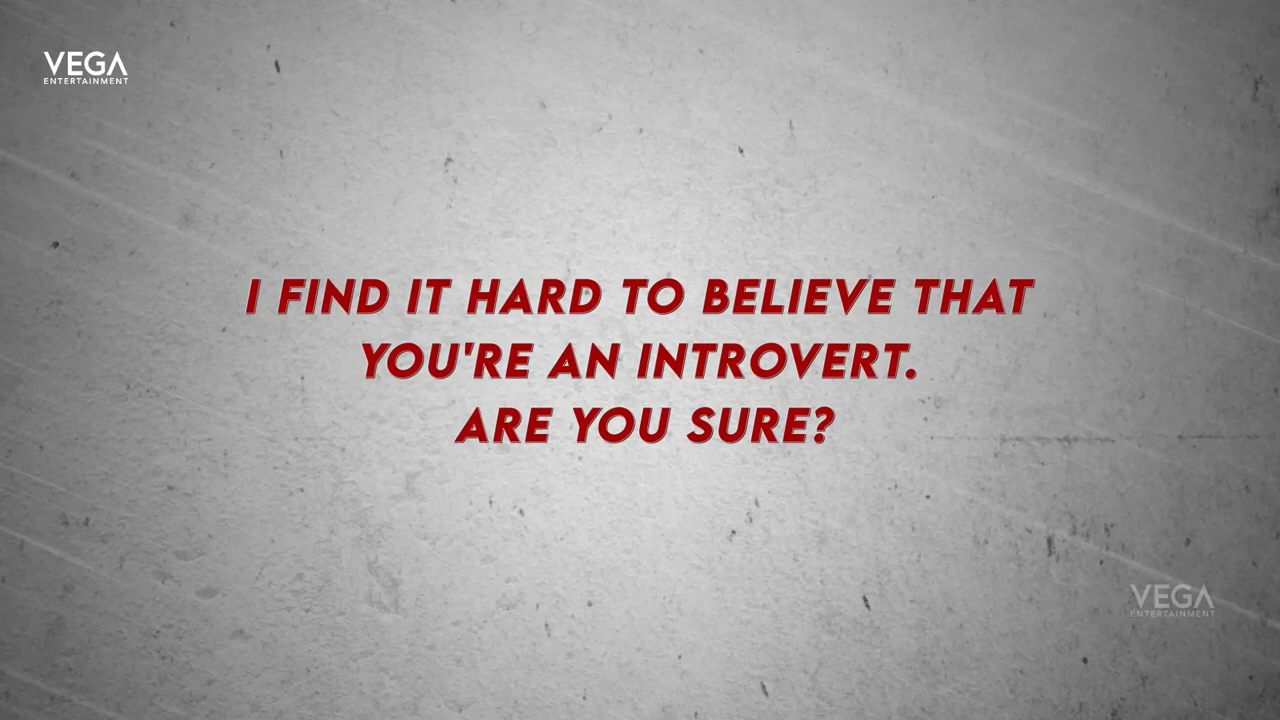 VEGA
ENTERTAINMENT
I FIND IT HARD TO BELIEVE THAT
YOU'RE AN INTROVERT.
ARE YOU SURE?
VEGA
ENTERTAINMENT